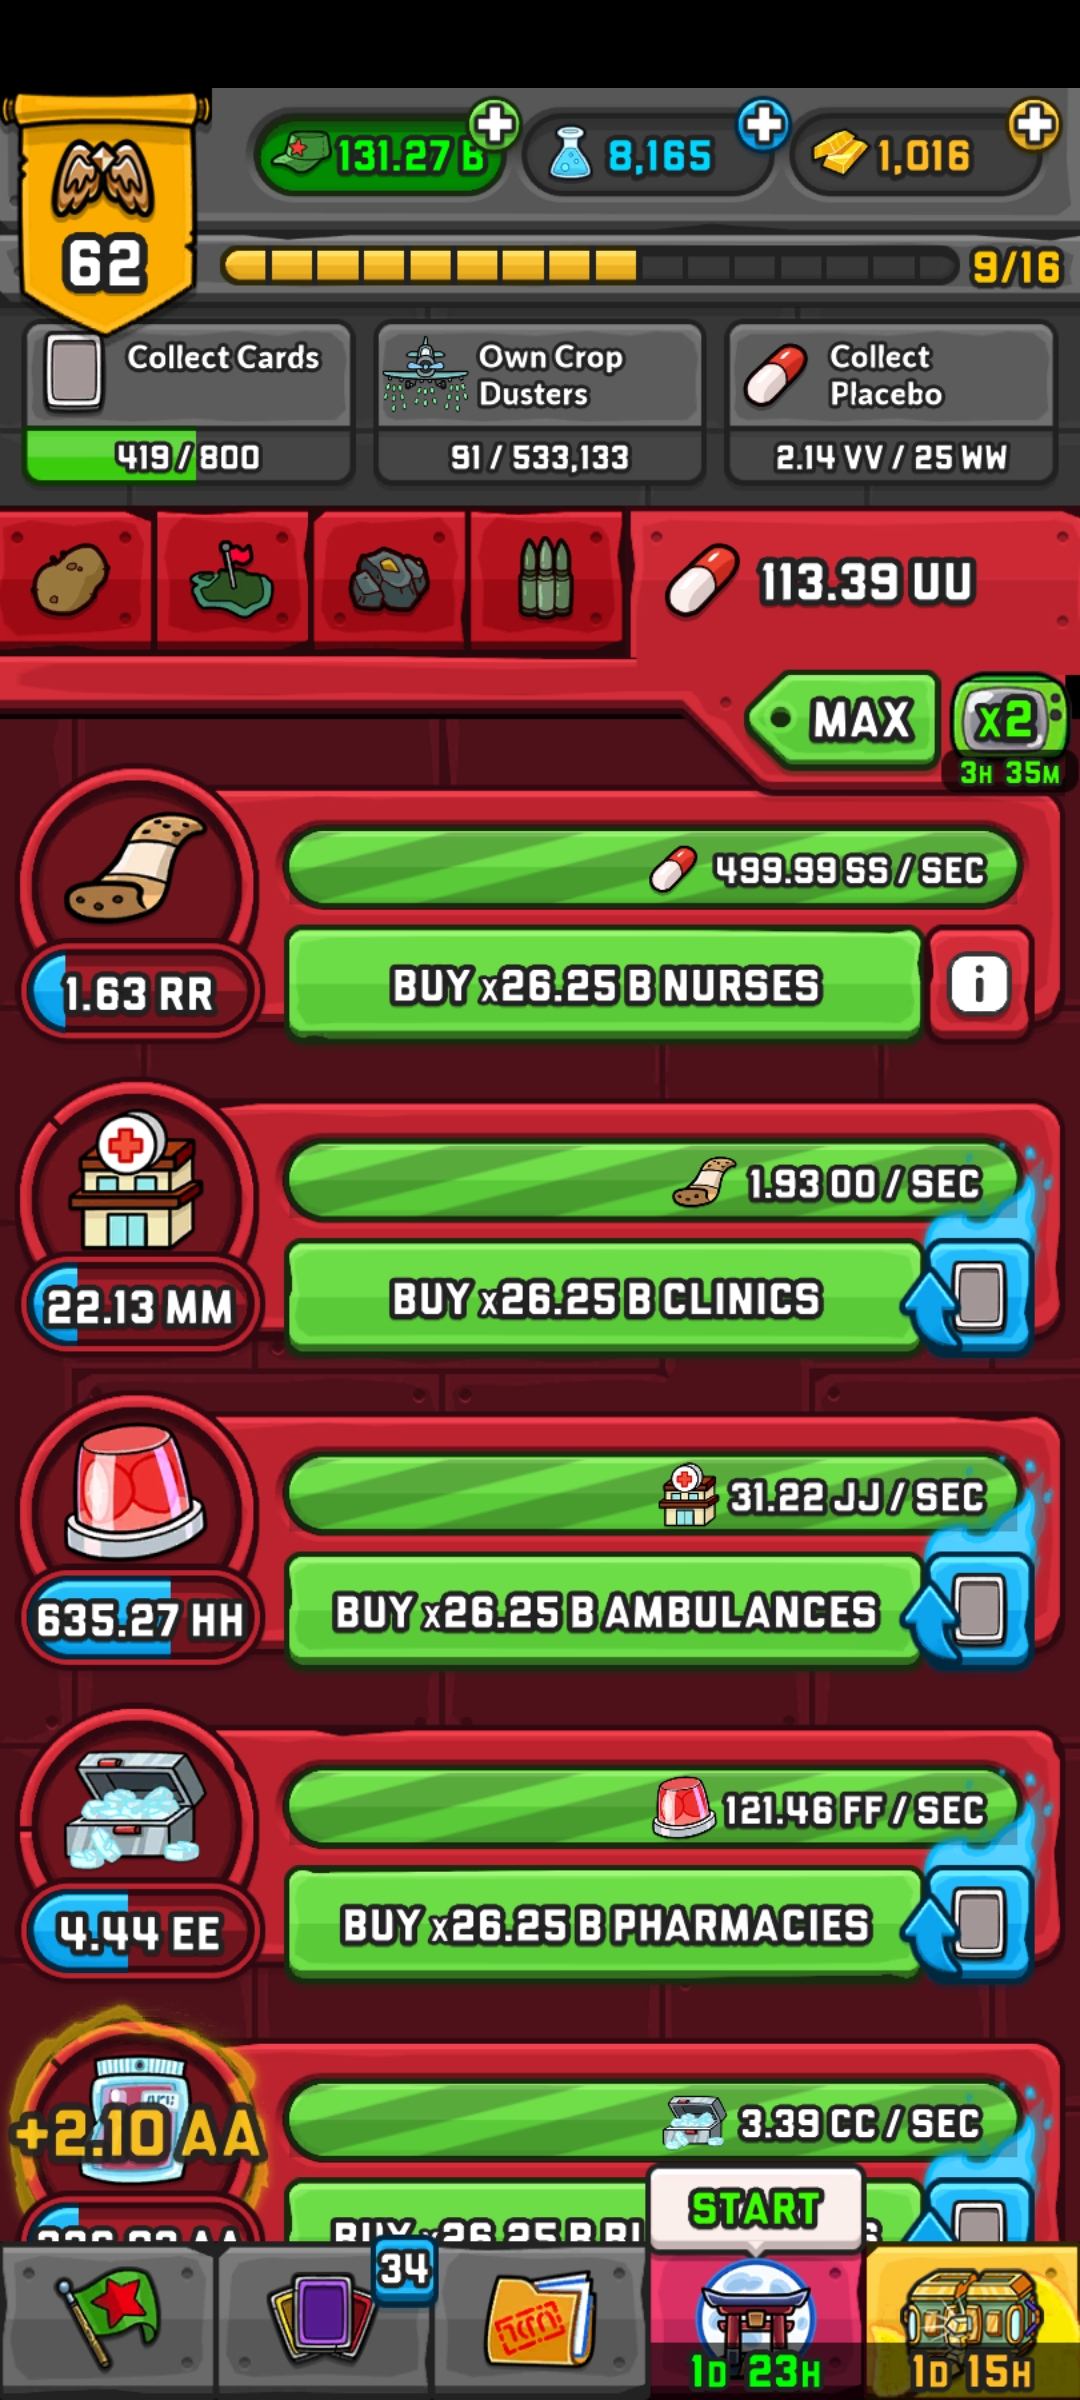 62
131.27 B
8,165
1,016
9/16
Collect Cards
419 / 800
Own Crop
Dusters
91 / 533,133
Collect
Placebo
2.14 VV / 25 WW
113.39 UU
MAX
x2
3H 35M
499.99 SS / SEC
1.63 RR
BUY x26.25 B NURSES
1.93 OO / SEC
22.13 MM
BUY x26.25 B CLINICS
31.22 JJ / SEC
635.27 HH
BUY x26.25 B AMBULANCES
121.46 FF / SEC
4.44 EE
BUY x26.25 B PHARMACIES
+2.10 AA
3.39 CC / SEC
BUY x26.25 B
START
34
1D 23H
1D 15H